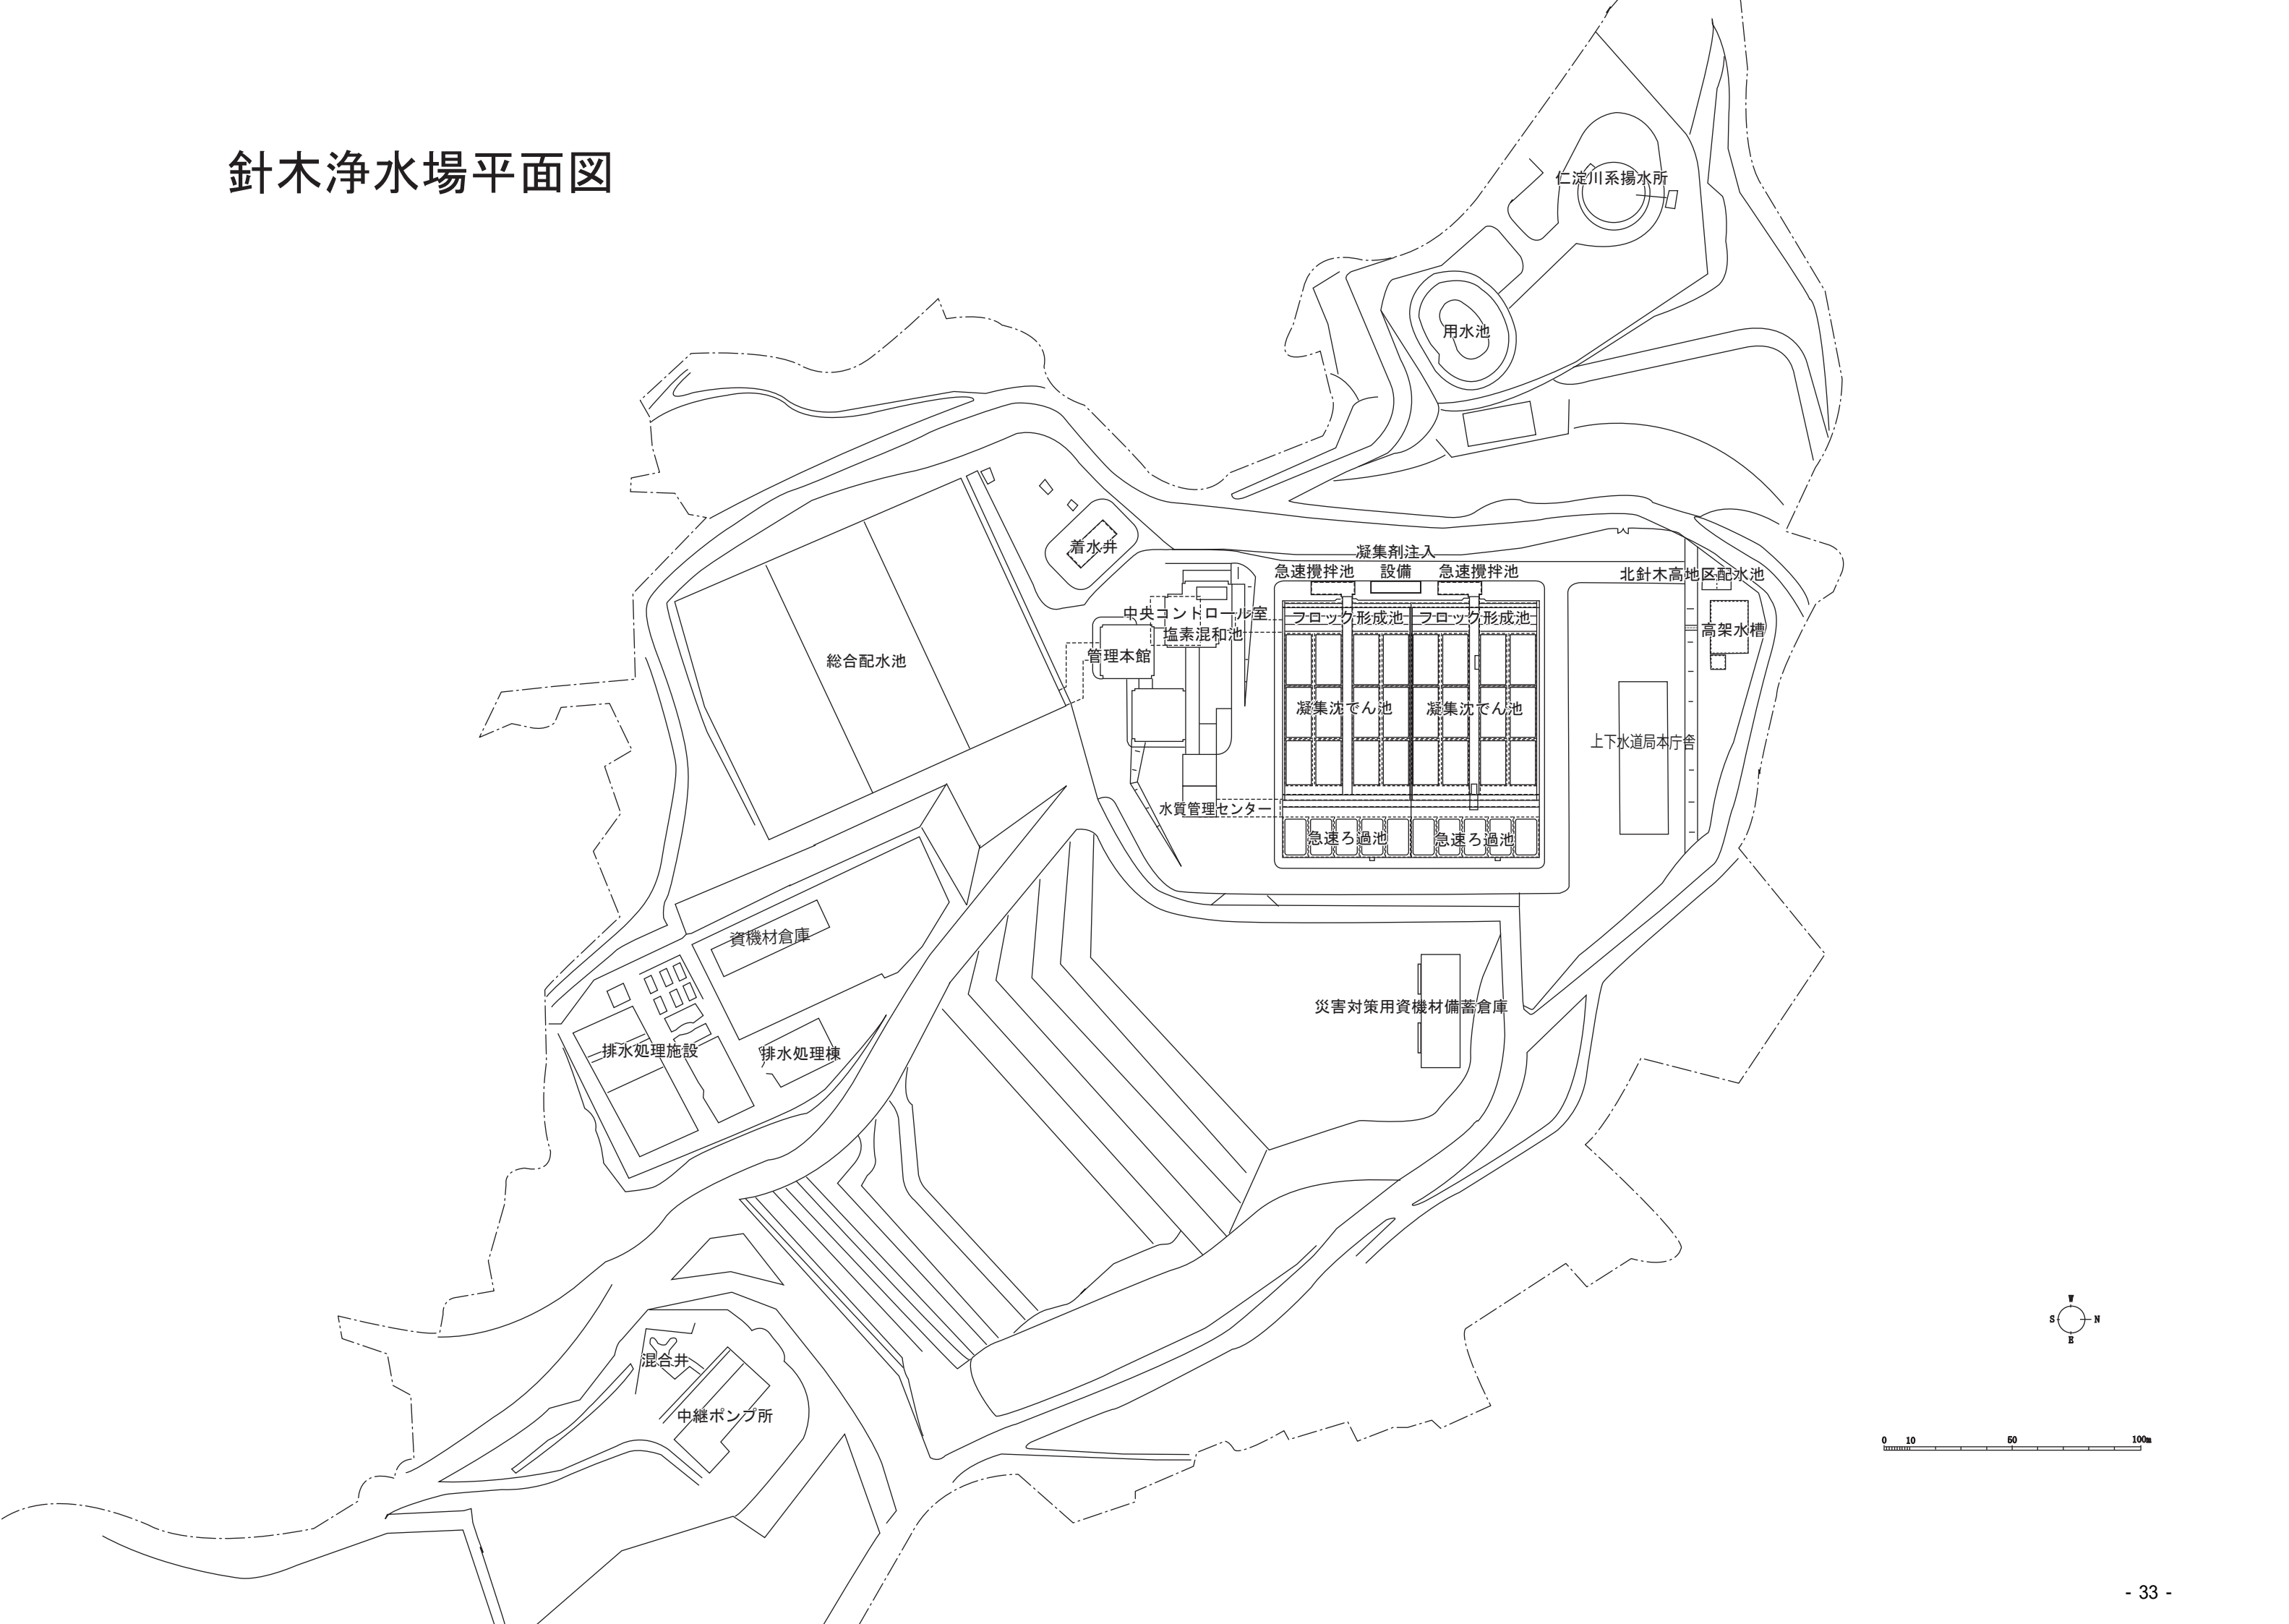 針木浄水場平面図
仁淀川系揚水所
用水池
着水井
凝集剤注入
急速攪拌池
設備
急速攪拌池
北針木高地区配水池
中央コントロール室
フロック形成池
フロック形成池
塩素混和池
高架水槽
管理本館
総合配水池
凝集沈でん池
凝集沈でん池
上下水道局本庁舎
水質管理センター
急速ろ過池
急速ろ過池
資機材倉庫
災害対策用資機材備蓄倉庫
排水処理施設
排水処理棟
混合井
中継ポンプ所
W
S
N
E
0 10 50 100m
- 33 -